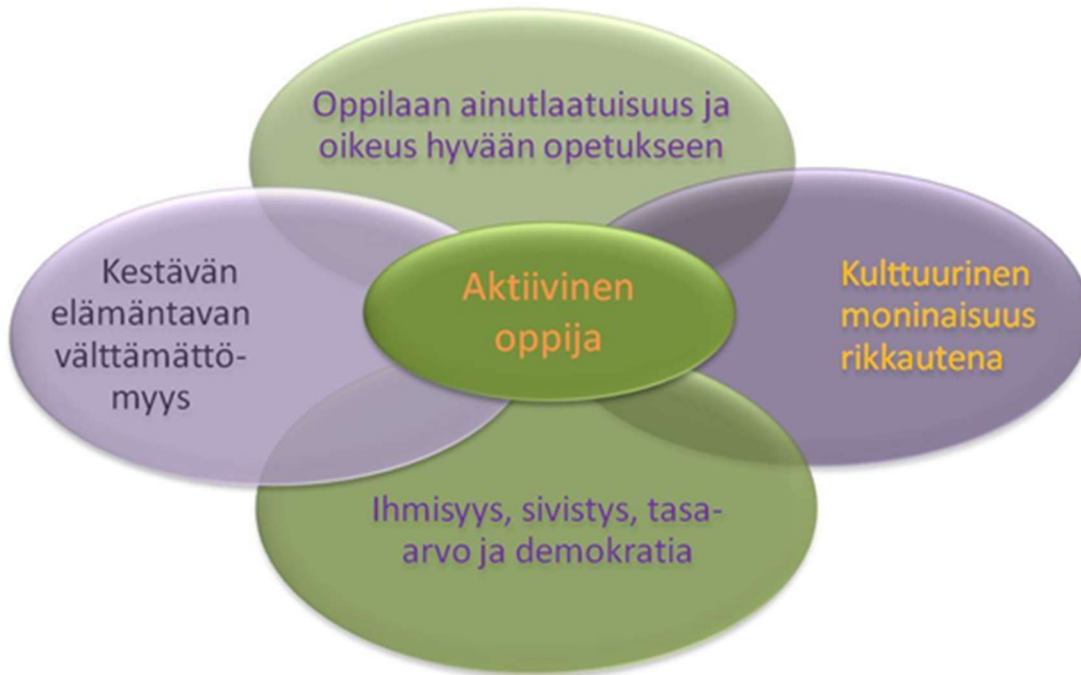 Oppilaan ainutlaatuisuus ja
oikeus hyvään opetukseen
Kestävän
elämäntavan
välttämättö-
myys
Aktiivinen
oppija
Kulttuurinen
moninaisuus
rikkautena
Ihmisyys, sivistys, tasa-
arvo ja demokratia